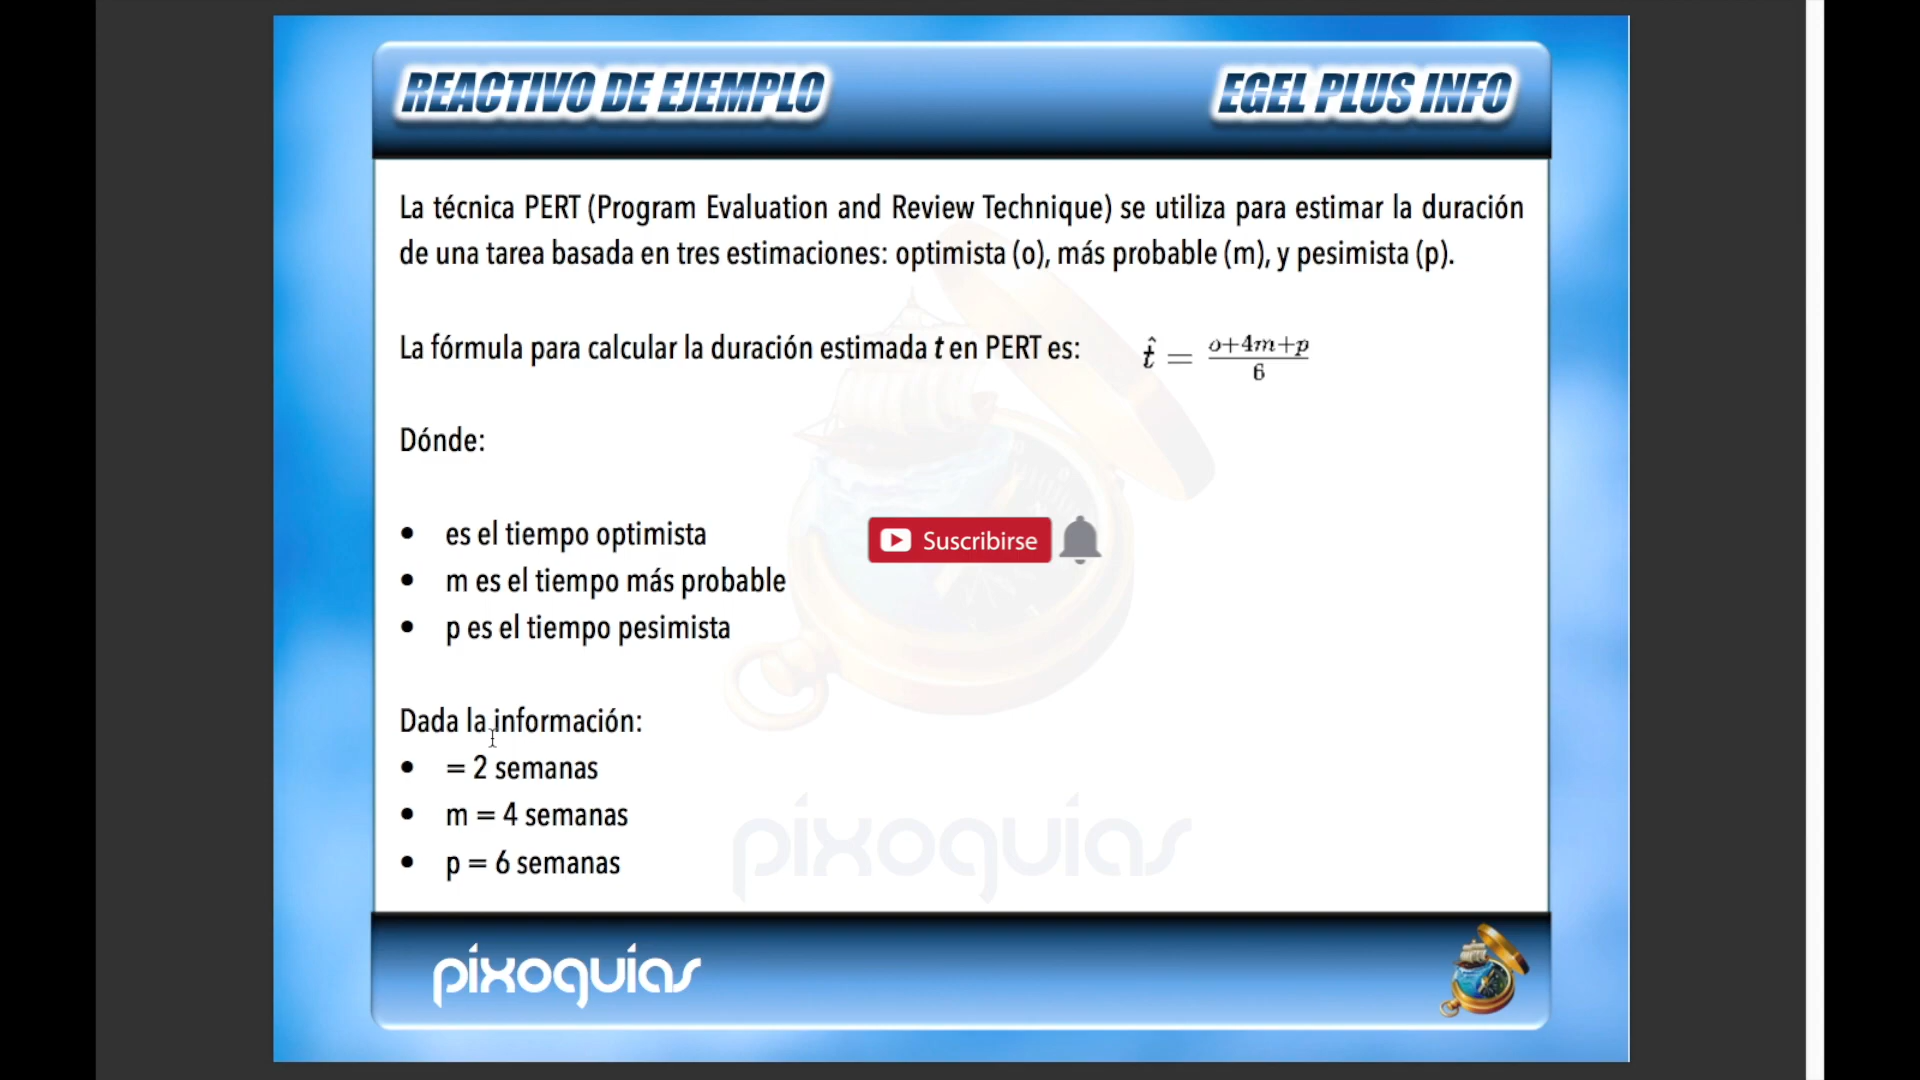 REACTIVO DE EJEMPLO
EGEL PLUS INFO
La técnica PERT (Program Evaluation and Review Technique) se utiliza para estimar la duración
de una tarea basada en tres estimaciones: optimista (o), más probable (m), y pesimista (p).
La fórmula para calcular la duración estimada t en PERT es: t̂ = (o+4m+p)/6
Dónde:
• es el tiempo optimista
Suscribirse
• m es el tiempo más probable
• p es el tiempo pesimista
Dada la información:
• = 2 semanas
• m = 4 semanas
• p = 6 semanas
pixoguías
pixoguías